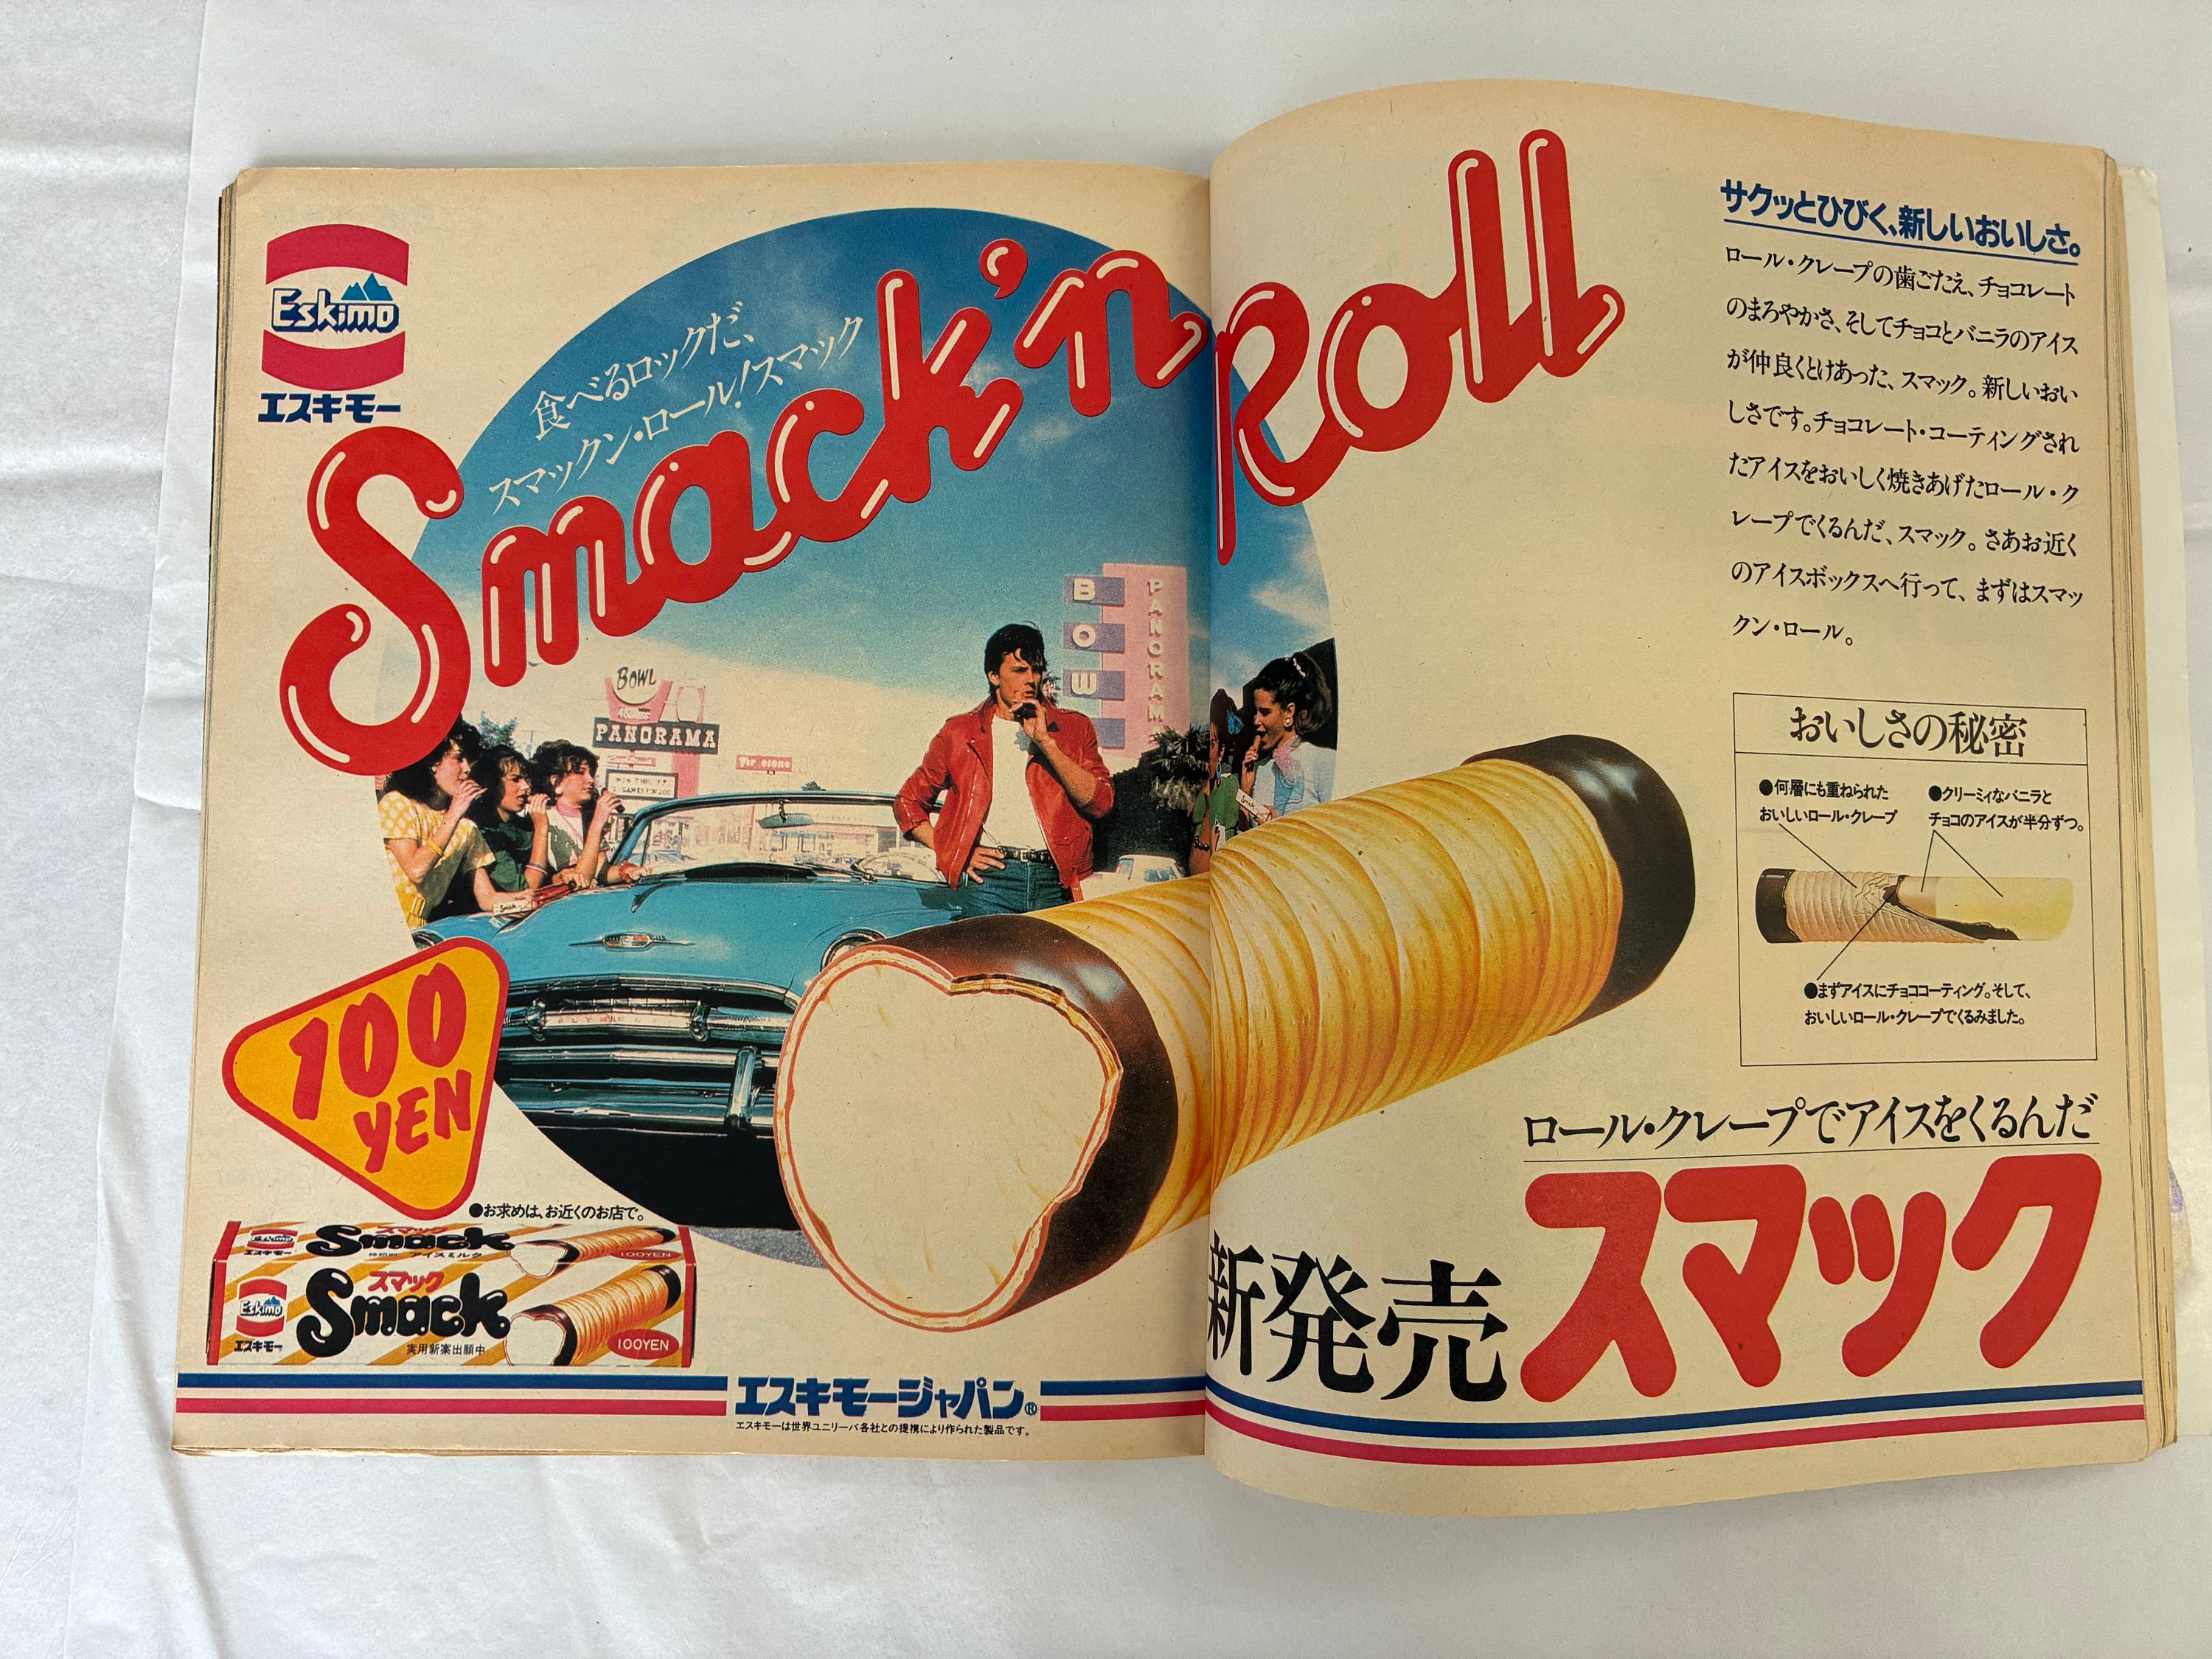 Eskimo
エスキモー
食べるロックだ、
スマックン・ロール!スマック
Smack'n Roll
BOWL
PANORAMA
BOWL
PANORAM
Firestone
100
YEN
●お求めは、お近くのお店で。
スマック
Smack
アイスミルク
100YEN
エスキモー
Eskimo
エスキモー
スマック
Smack
実用新案出願中
100YEN
エスキモージャパン®
エスキモーは世界ユニリーバ各社との提携により作られた製品です。
サクッとひびく、新しいおいしさ。
ロール・クレープの歯ごたえ、チョコレート
のまろやかさ、そしてチョコとバニラのアイス
が仲良くとけあった、スマック。新しいおい
しさです。チョコレート・コーティングされ
たアイスをおいしく焼きあげたロール・ク
レープでくるんだ、スマック。さあお近く
のアイスボックスへ行って、まずはスマッ
クン・ロール。
おいしさの秘密
●何層にも重ねられた
おいしいロール・クレープ
●クリーミィなバニラと
チョコのアイスが半分ずつ。
●まずアイスにチョココーティング。そして、
おいしいロール・クレープでくるみました。
ロール・クレープでアイスをくるんだ
新発売スマック